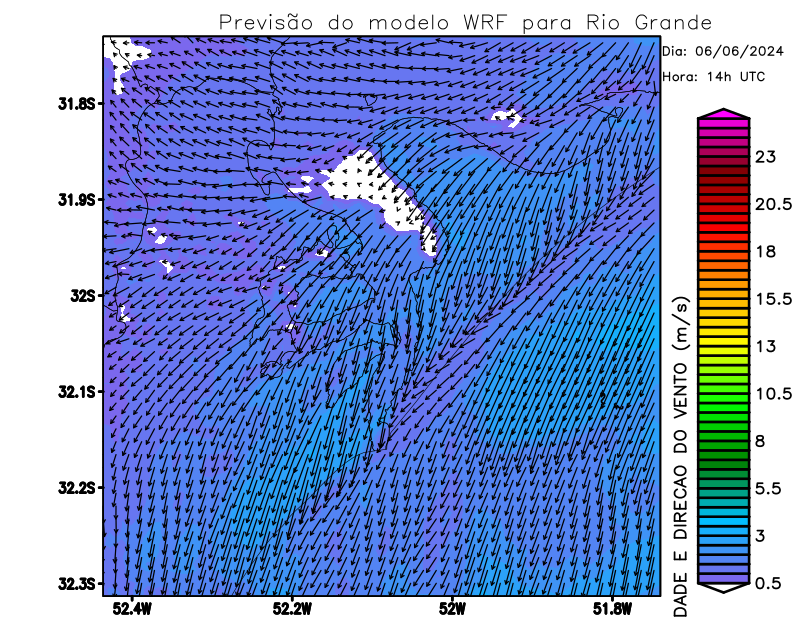 Previsão do modelo WRF para Rio Grande
Dia: 06/06/2024
Hora: 14h UTC
31.8S
31.9S
32S
32.1S
32.2S
32.3S
52.4W
52.2W
52W
51.8W
23
20.5
18
15.5
13
10.5
8
5.5
3
0.5
DADE E DIRECAO DO VENTO (m/s)